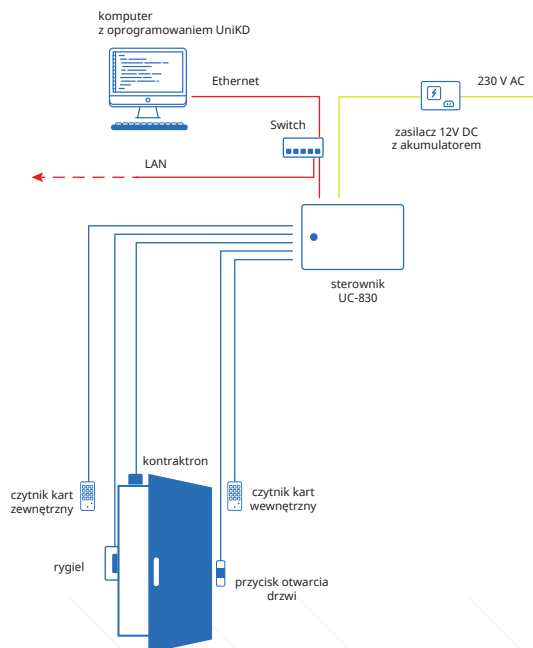 komputer
z oprogramowaniem UniKD
Ethernet
230 V AC
Switch
zasilacz 12V DC
z akumulatorem
LAN
sterownik
UC-830
kontraktron
czytnik kart
zewnętrzny
czytnik kart
wewnętrzny
rygiel
przycisk otwarcia
drzwi